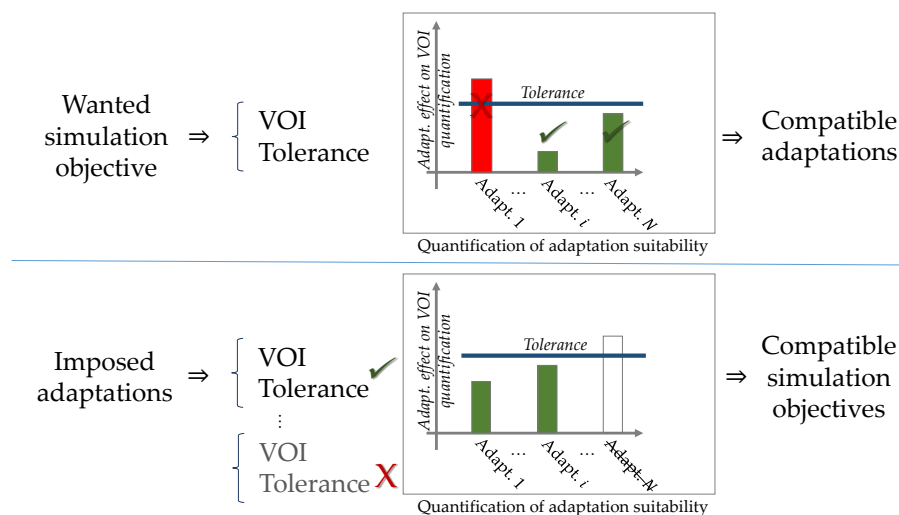 Wanted
simulation
objective
⇒
VOI
Tolerance
Adapt. effect on VOI
quantification
Tolerance
X
Adapt. 1
...
Adapt. i
...
Adapt. N
Quantification of adaptation suitability
⇒
Compatible
adaptations
Imposed
adaptations
⇒
VOI
Tolerance
⋮
VOI
Tolerance X
Adapt. effect on VOI
quantification
Tolerance
Adapt. 1
...
Adapt. i
...
Adapt. N
Quantification of adaptation suitability
⇒
Compatible
simulation
objectives